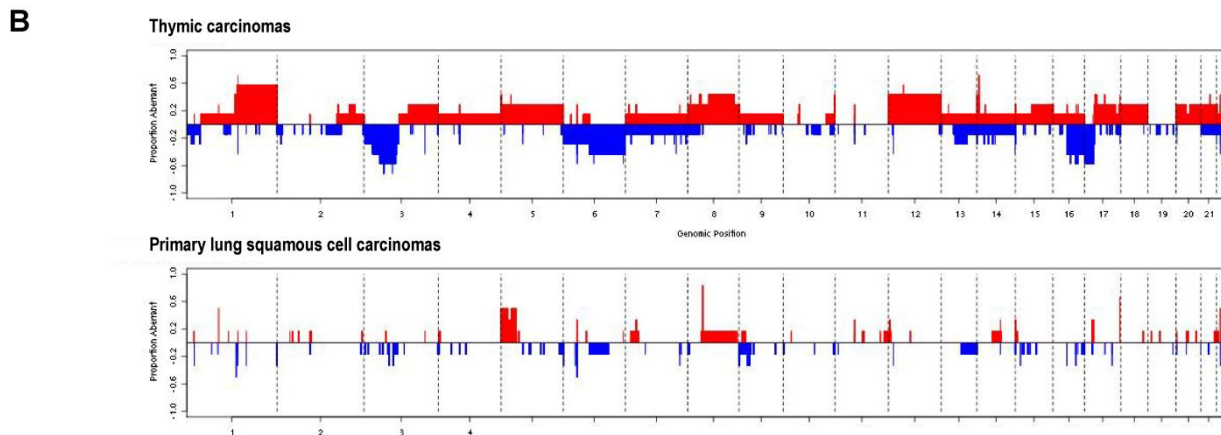 B
Thymic carcinomas
Proportion Aberrant
1.0
0.6
0.2
-0.2
-0.6
-1.0
1 2 3 4 5 6 7 8 9 10 11 12 13 14 15 16 17 18 19 20 21
Genomic Position
Primary lung squamous cell carcinomas
Proportion Aberrant
1.0
0.6
0.2
-0.2
-0.6
-1.0
1 2 3 4